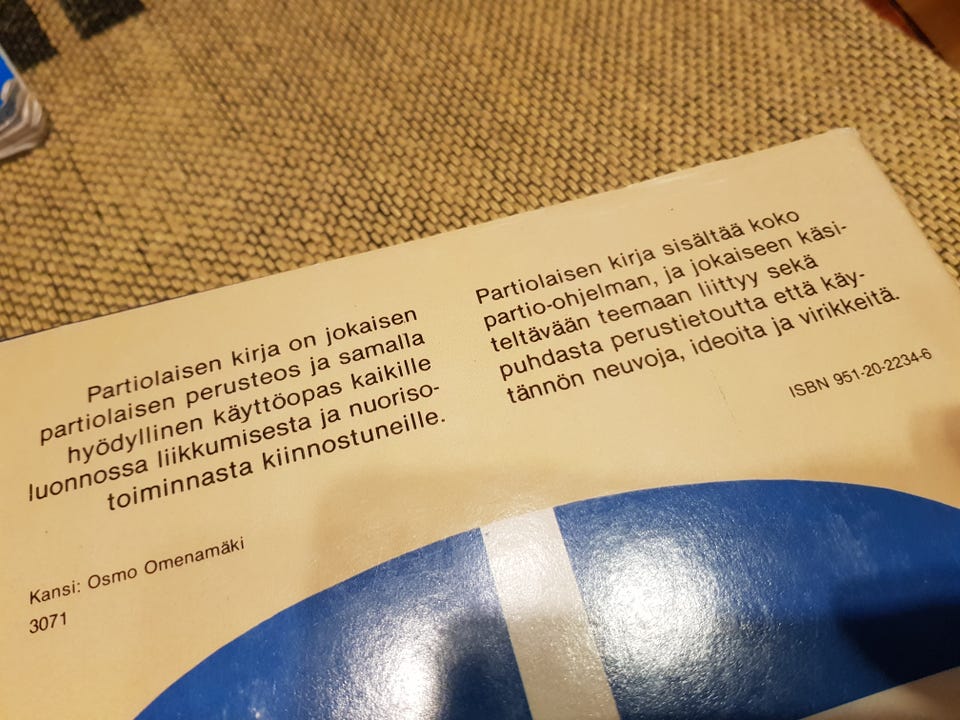 Partiolaisen kirja on jokaisen
partiolaisen perusteos ja samalla
hyödyllinen käyttöopas kaikille
luonnossa liikkumisesta ja nuoriso-
toiminnasta kiinnostuneille.
Kansi: Osmo Omenamäki
3071
Partiolaisen kirja sisältää koko
partio-ohjelman, ja jokaiseen käsi-
teltävään teemaan liittyy sekä
puhdasta perustietoutta että käy-
tännön neuvoja, ideoita ja virikkeitä.
ISBN 951-20-2234-6